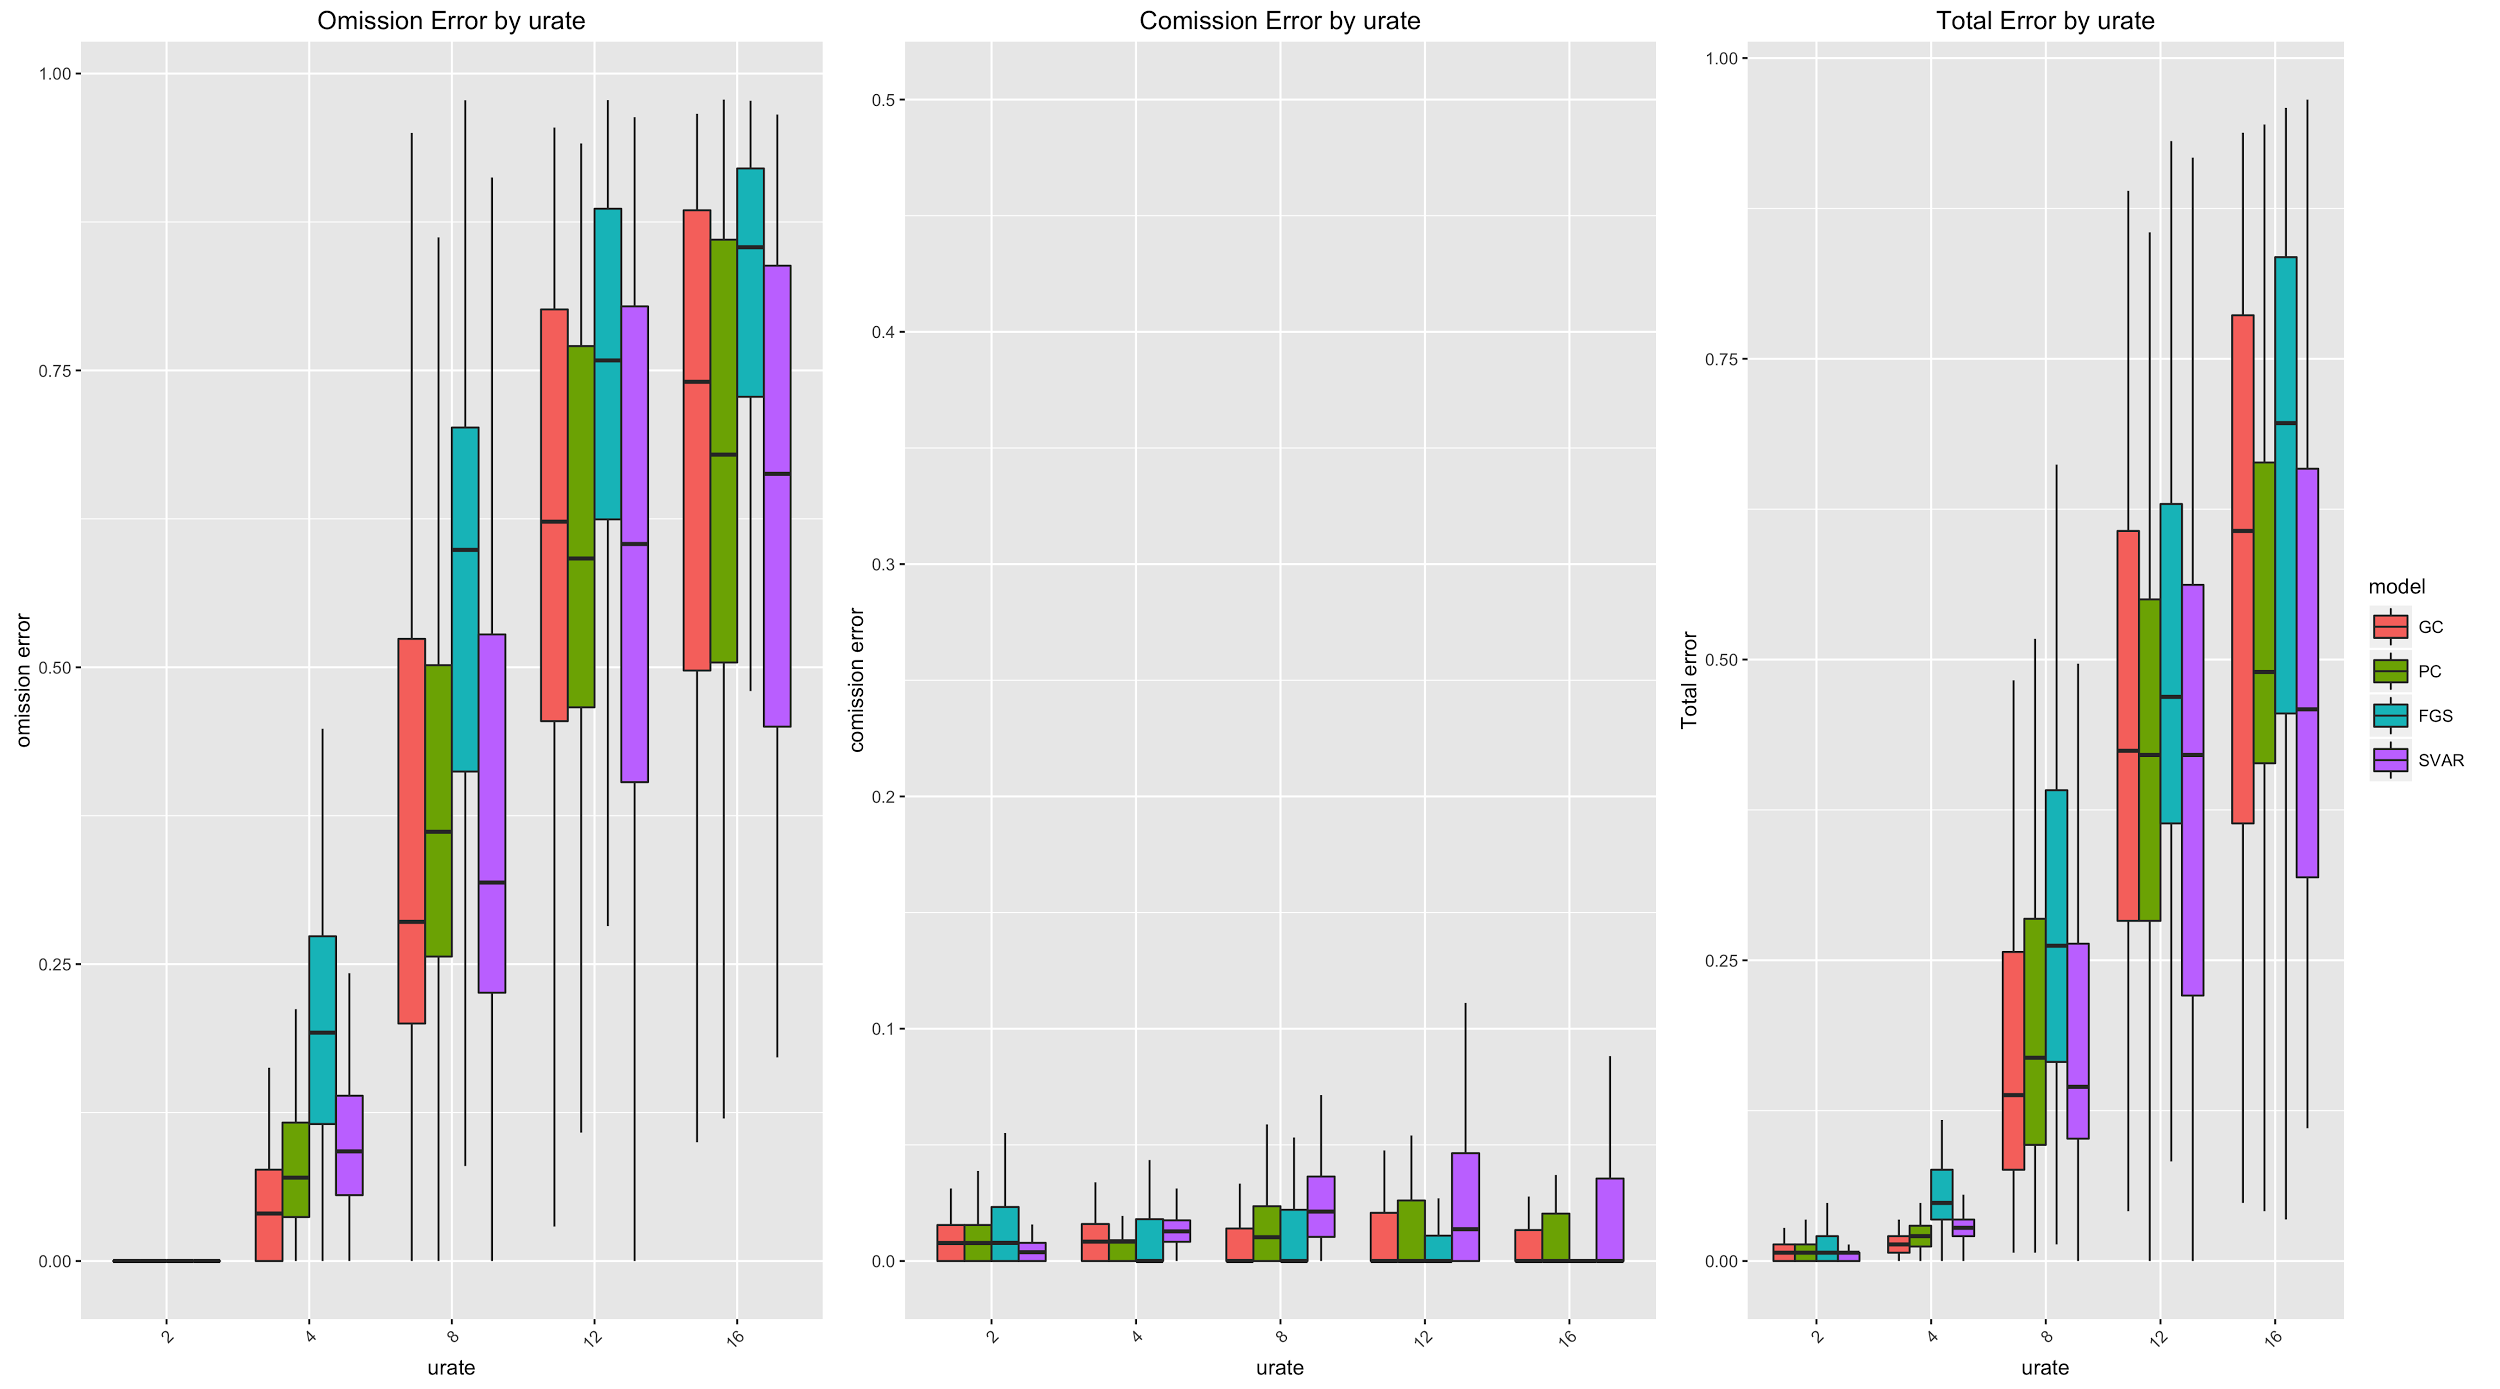 Omission Error by urate
omission error
1.00
0.75
0.50
0.25
0.00
2
4
8
12
16
urate
Comission Error by urate
comission error
0.5
0.4
0.3
0.2
0.1
0.0
2
4
8
12
16
urate
Total Error by urate
Total error
1.00
0.75
0.50
0.25
0.00
2
4
8
12
16
urate
model
GC
PC
FGS
SVAR